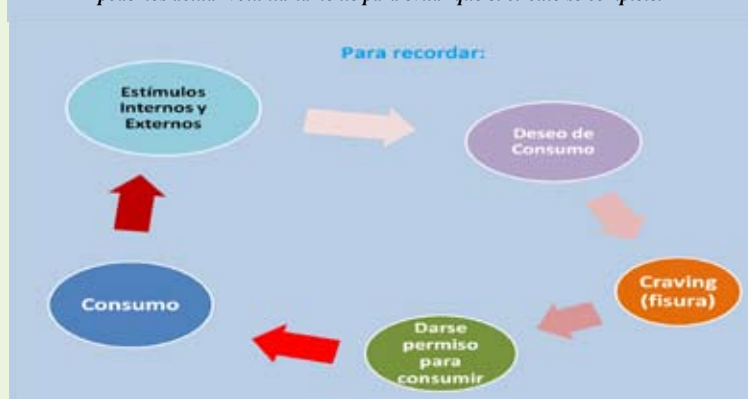 Para recordar:
Estímulos
Internos y
Externos
Deseo de
Consumo
Craving
(fisura)
Darse
permiso
para
consumir
Consumo